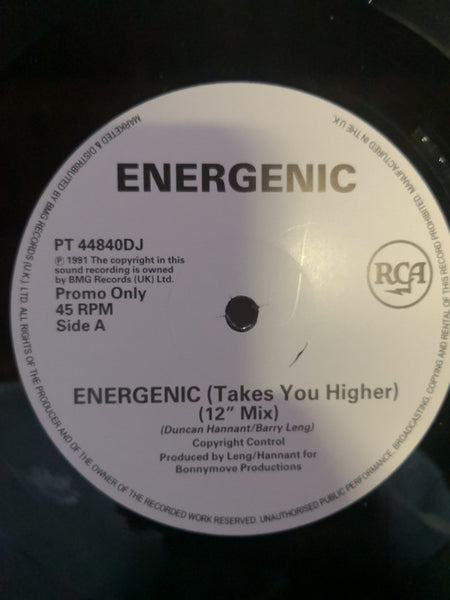 ENERGENIC
PT 44840DJ
℗ 1991 The copyright in this
sound recording is owned
by BMG Records (UK) Ltd.
Promo Only
45 RPM
Side A
RCA
ENERGENIC (Takes You Higher)
(12" Mix)
(Duncan Hannant/Barry Leng)
Copyright Control
Produced by Leng/Hannant for
Bonnymove Productions
MARKETED & DISTRIBUTED BY BMG RECORDS (U.K.) LTD. ALL RIGHTS OF THE PRODUCER AND OF THE OWNER OF THE RECORDED WORK RESERVED. UNAUTHORISED PUBLIC PERFORMANCE, BROADCASTING, COPYING AND RENTAL OF THIS RECORD PROHIBITED. MANUFACTURED IN THE U.K.